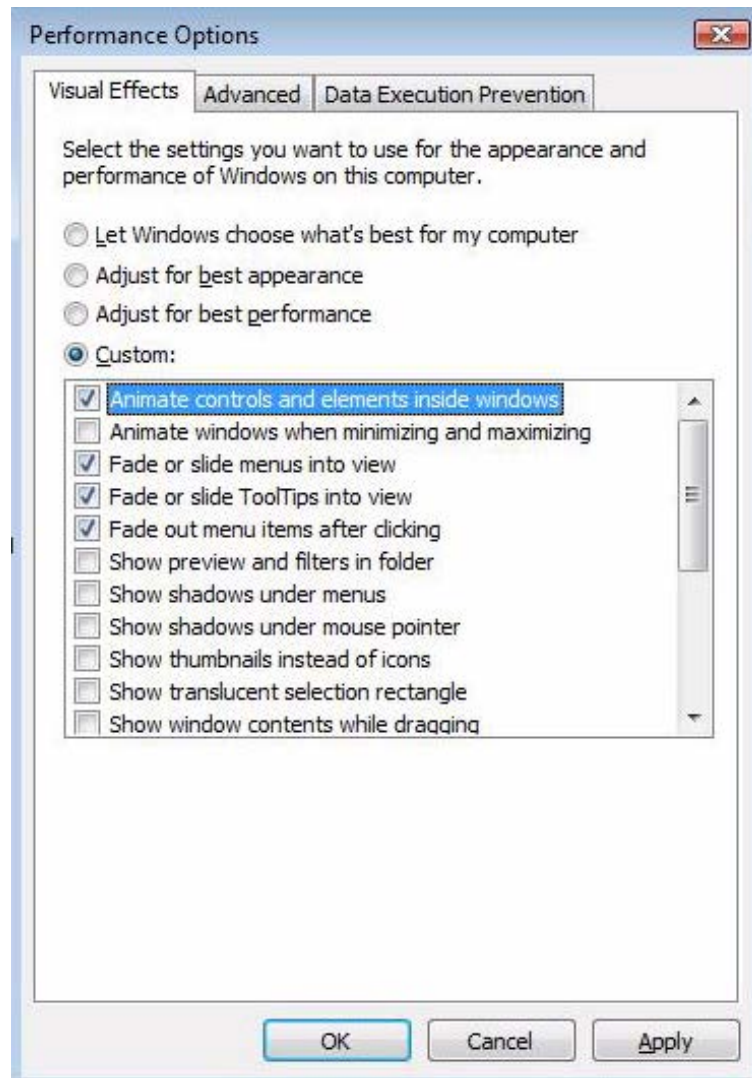 Performance Options
Visual Effects
Advanced
Data Execution Prevention
Select the settings you want to use for the appearance and
performance of Windows on this computer.
Let Windows choose what's best for my computer
Adjust for best appearance
Adjust for best performance
Custom:
Animate controls and elements inside windows
Animate windows when minimizing and maximizing
Fade or slide menus into view
Fade or slide ToolTips into view
Fade out menu items after clicking
Show preview and filters in folder
Show shadows under menus
Show shadows under mouse pointer
Show thumbnails instead of icons
Show translucent selection rectangle
Show window contents while dragging
OK
Cancel
Apply